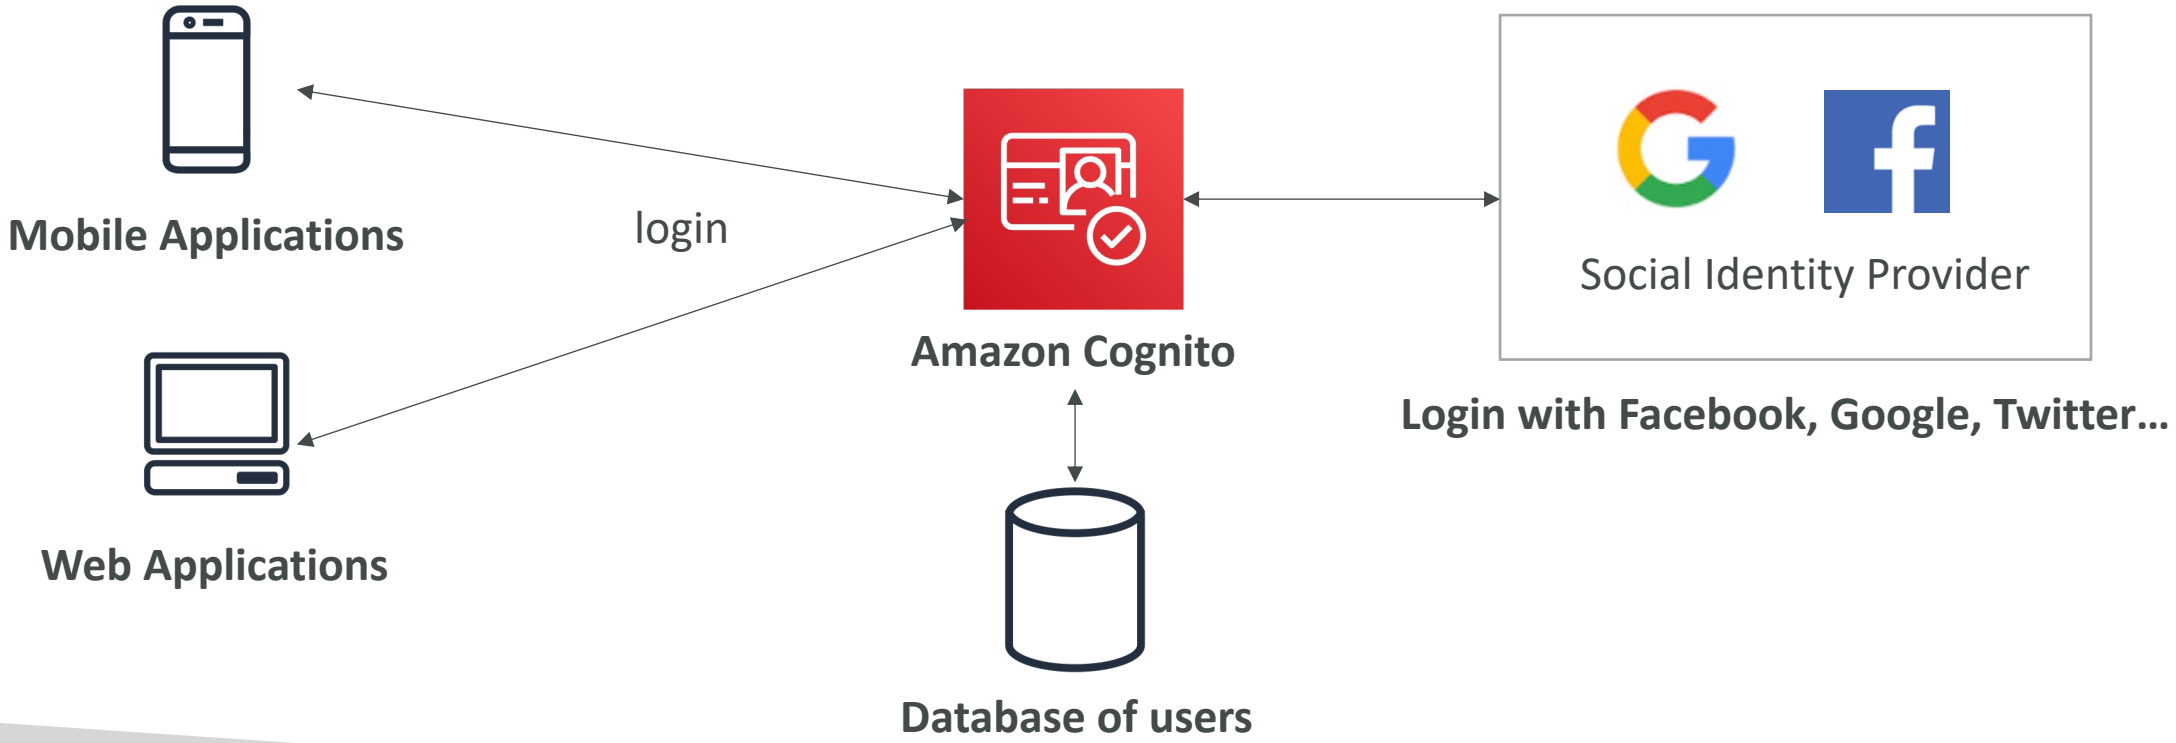 Mobile Applications
login
Web Applications
Amazon Cognito
Database of users
Social Identity Provider
Login with Facebook, Google, Twitter…